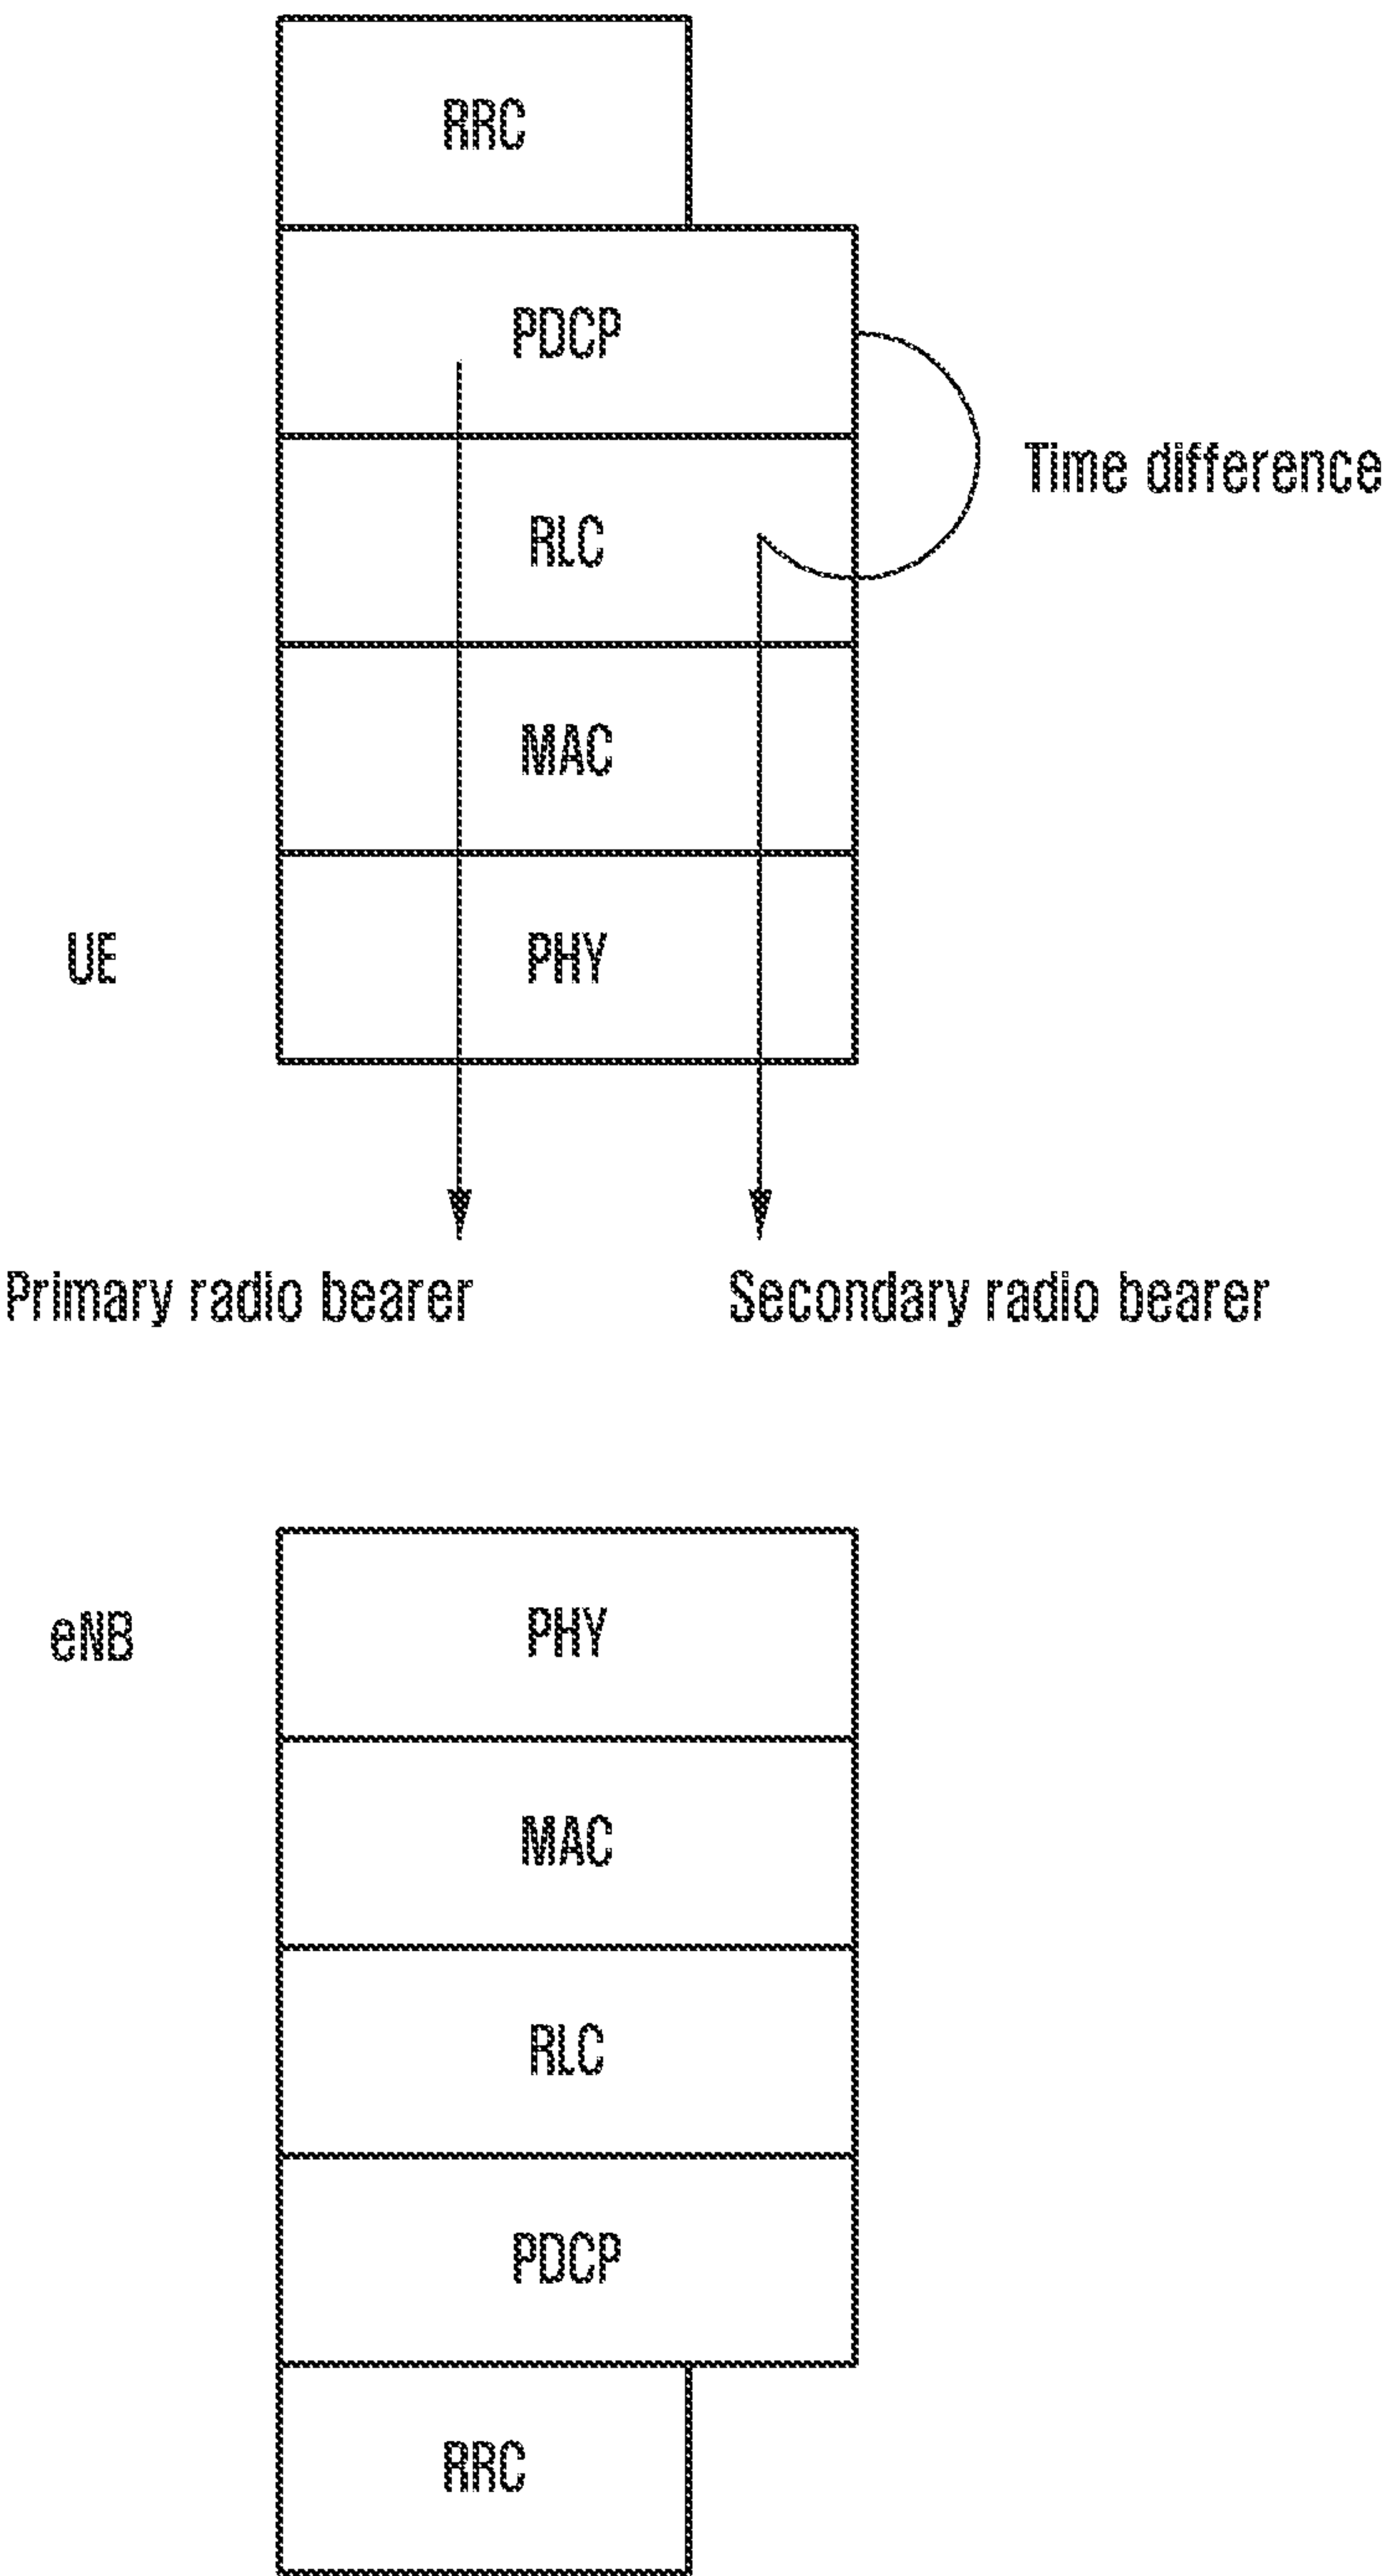 RRC
PDCP
Time difference
RLC
MAC
UE
PHY
Primary radio bearer
Secondary radio bearer
eNB
PHY
MAC
RLC
PDCP
RRC